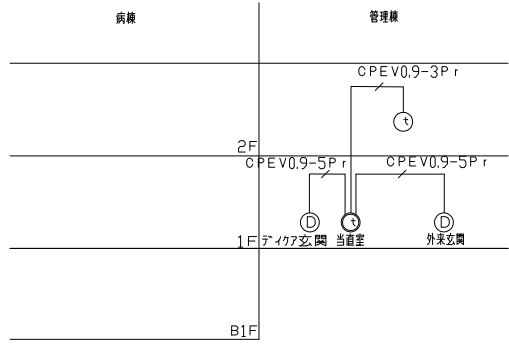 病棟 管理棟
CPEV0.9-3Pr
t
2F
CPEV0.9-5Pr CPEV0.9-5Pr
D t D
1F デイケア玄関 当直室 外来玄関
B1F